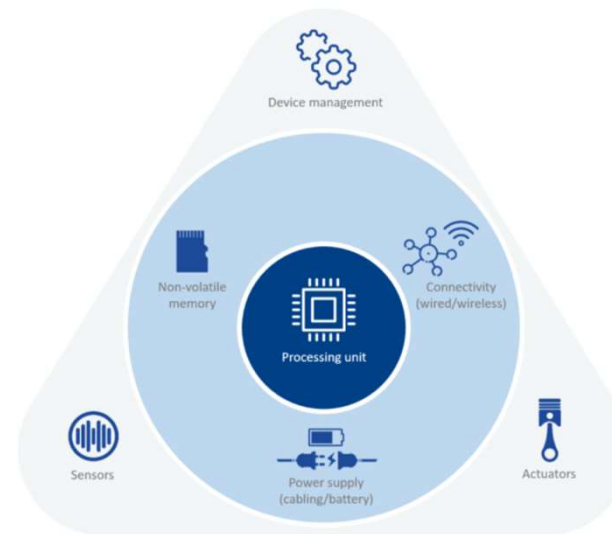 Device management
Non-volatile
memory
Connectivity
(wired/wireless)
Processing unit
Sensors
Power supply
(cabling/battery)
Actuators